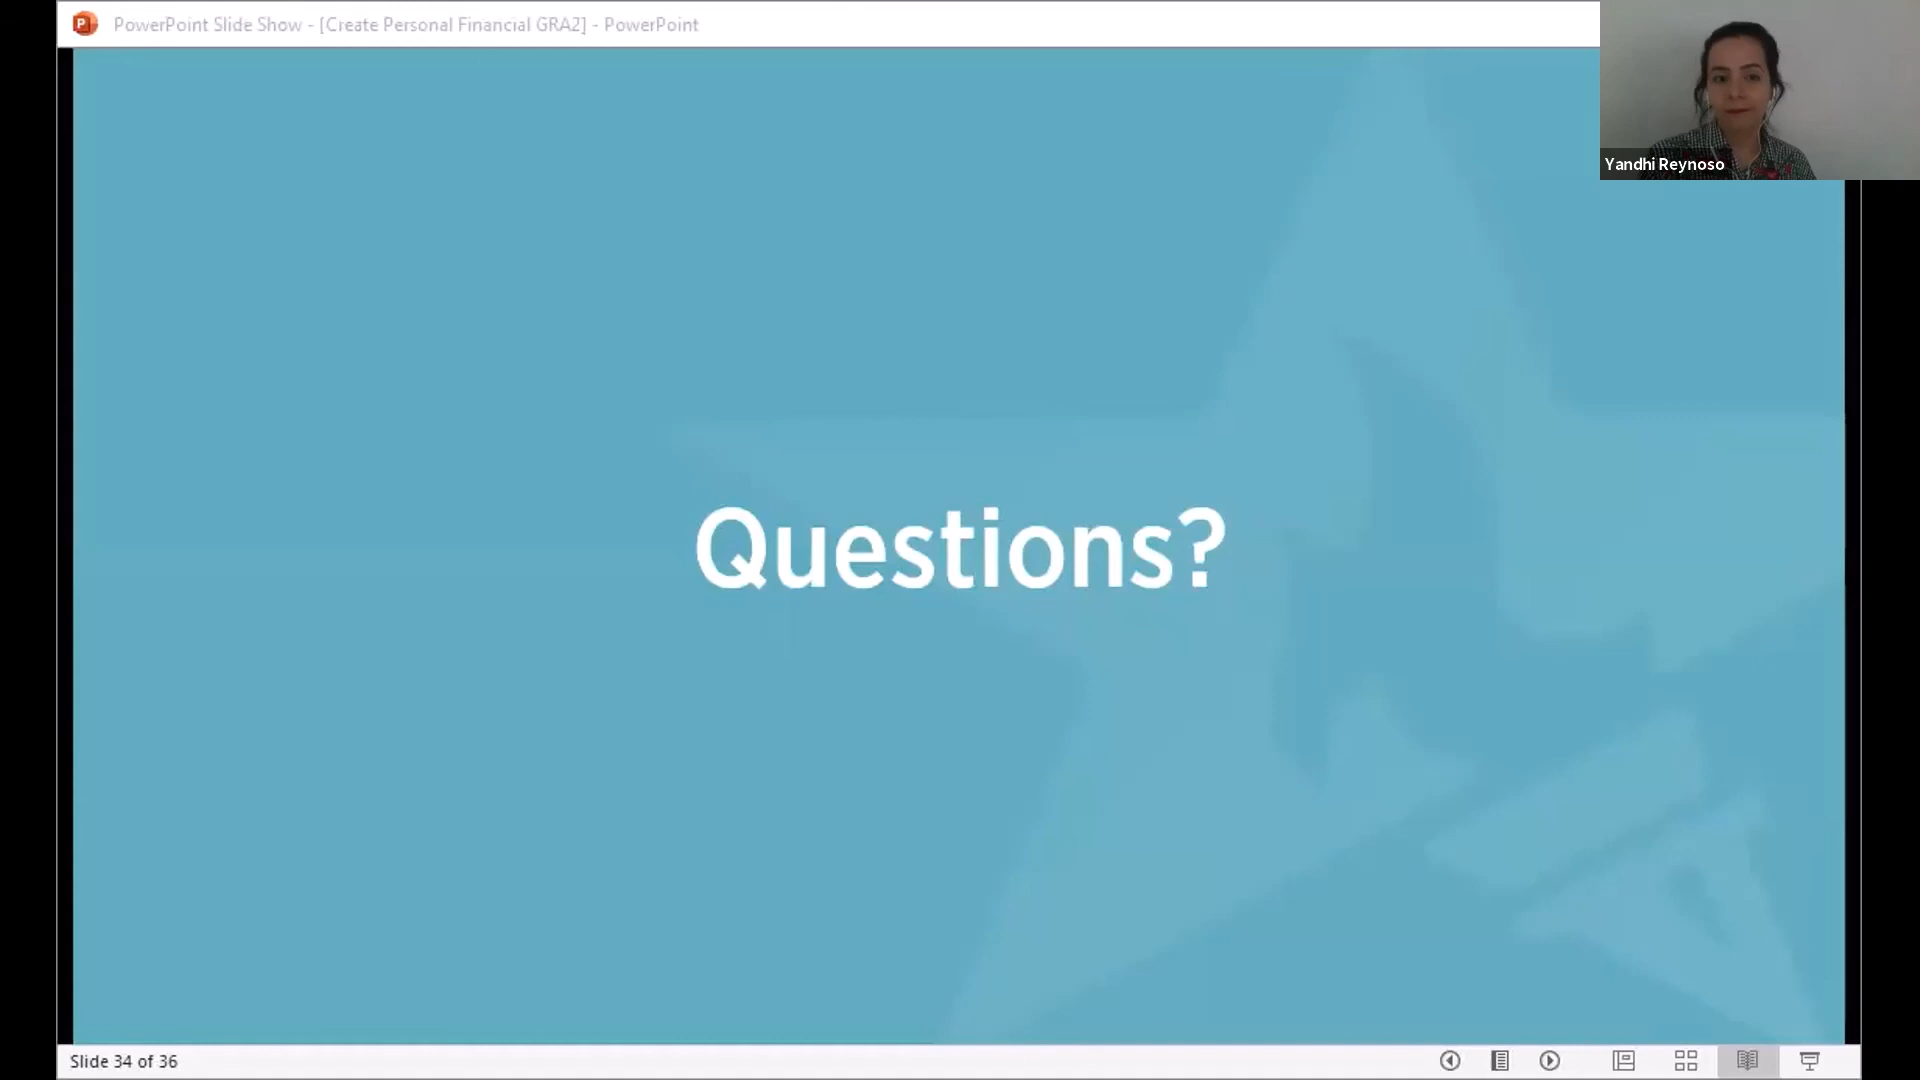 PowerPoint Slide Show - [Create Personal Financial GRA2] - PowerPoint
Yandhi Reynoso
Questions?
Slide 34 of 36